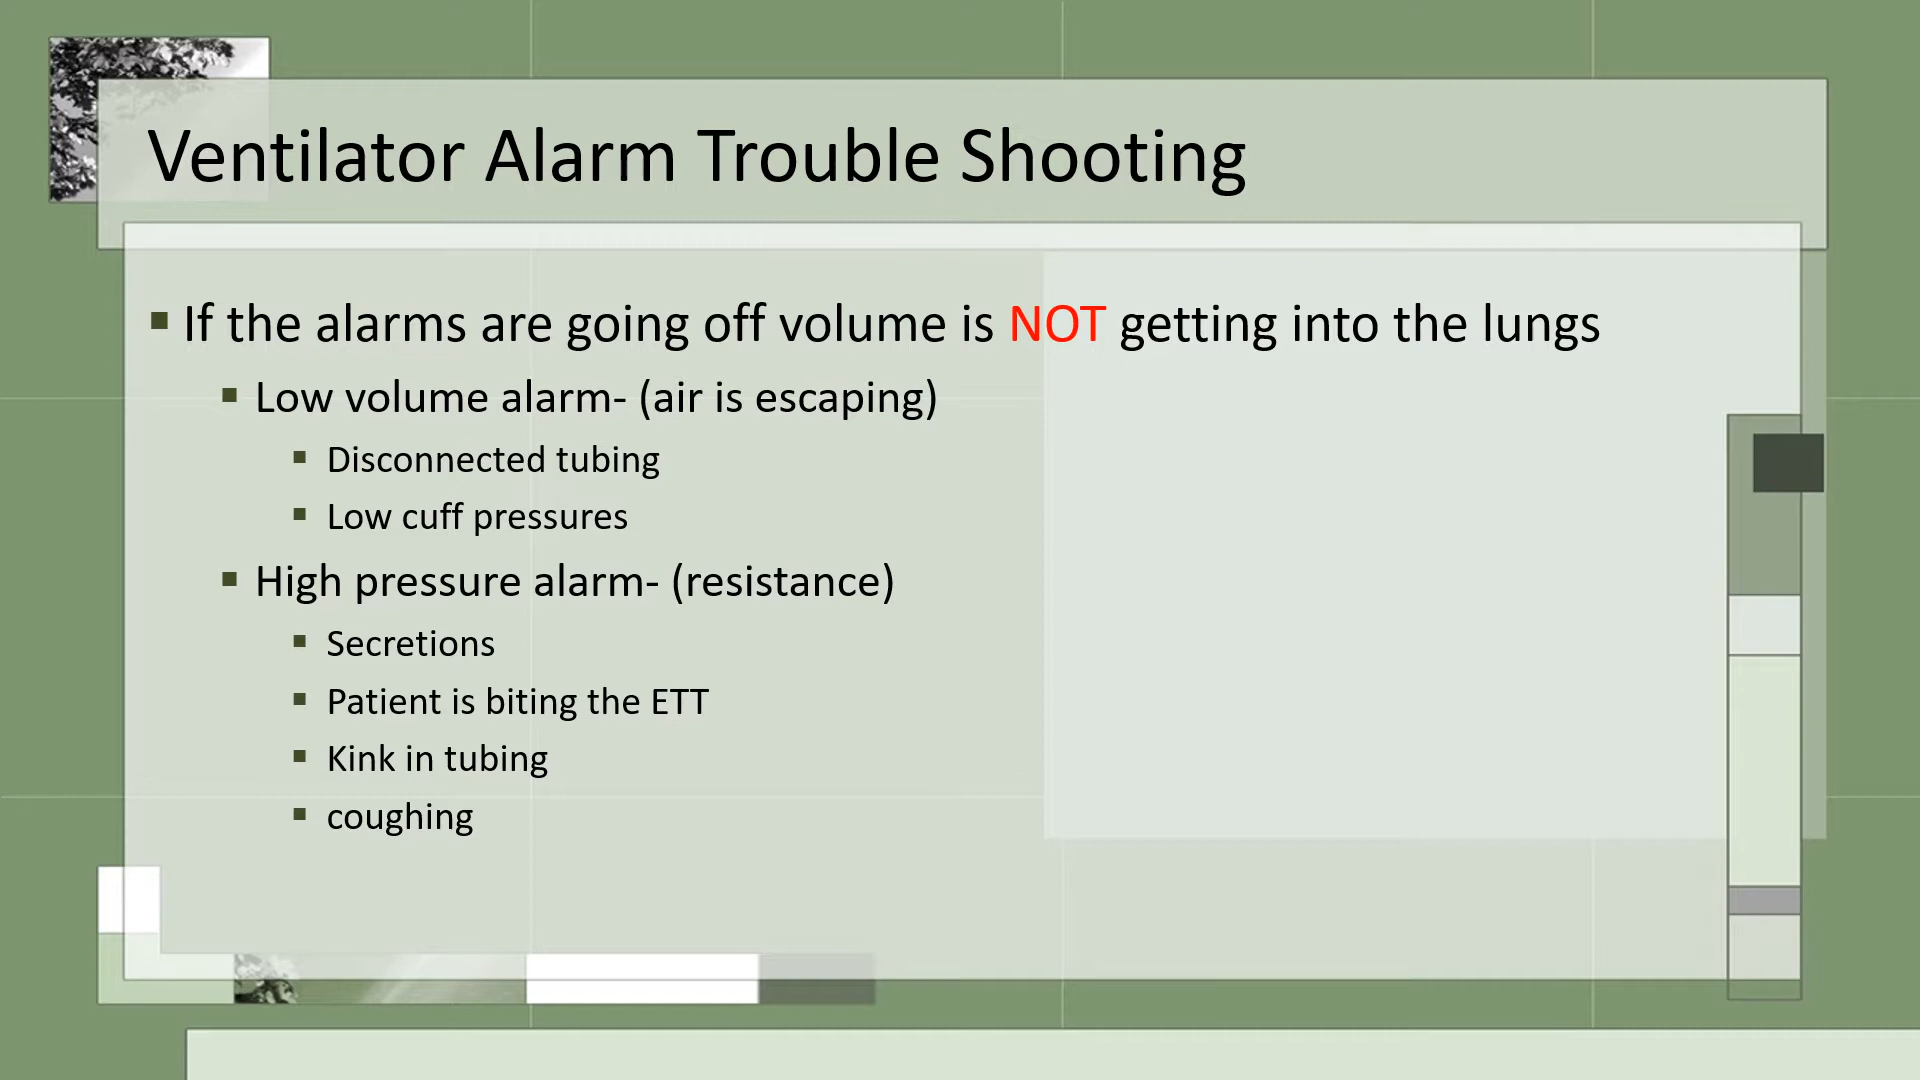 Ventilator Alarm Trouble Shooting
If the alarms are going off volume is NOT getting into the lungs
Low volume alarm- (air is escaping)
Disconnected tubing
Low cuff pressures
High pressure alarm- (resistance)
Secretions
Patient is biting the ETT
Kink in tubing
coughing